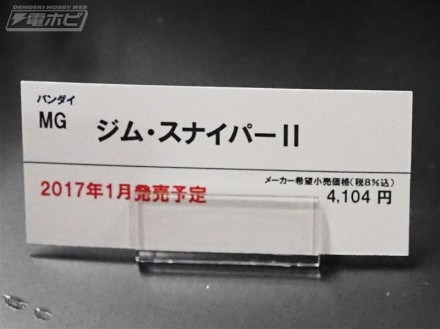 DENGEKI HOBBY WEB
電ホビ
バンダイ
MG ジム・スナイパーII
メーカー希望小売価格(税8%込)
2017年1月発売予定 4,104 円